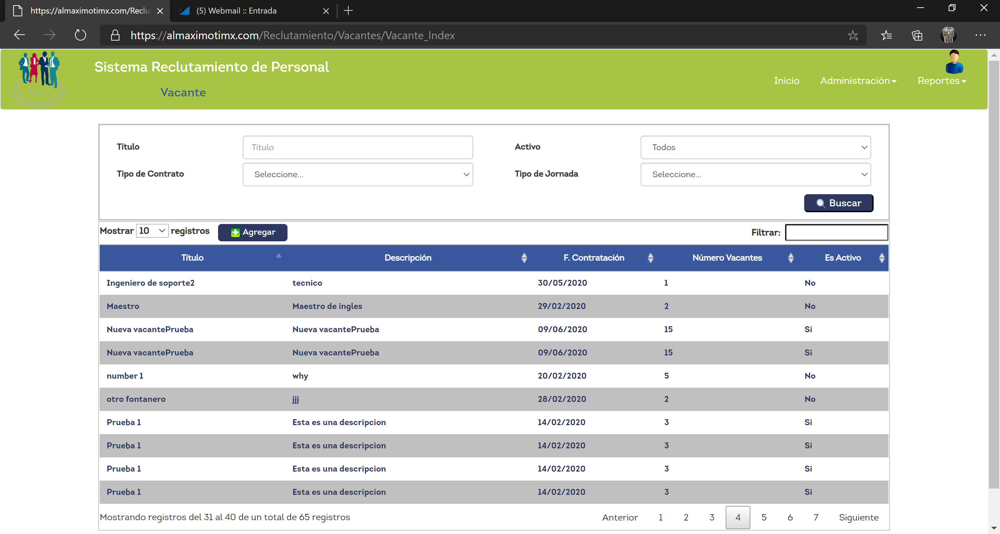 https://almaximotimx.com/Reclu
(5) Webmail :: Entrada
https://almaximotimx.com/Reclutamiento/Vacantes/Vacante_Index
Sistema Reclutamiento de Personal
Vacante
Inicio Administración Reportes
Título Título Activo Todos
Tipo de Contrato Seleccione... Tipo de Jornada Seleccione...
Buscar
Mostrar 10 registros Agregar Filtrar:
Título Descripción F. Contratación Número Vacantes Es Activo
Ingeniero de soporte2 tecnico 30/05/2020 1 No
Maestro Maestro de ingles 29/02/2020 2 No
Nueva vacantePrueba Nueva vacantePrueba 09/06/2020 15 Si
Nueva vacantePrueba Nueva vacantePrueba 09/06/2020 15 Si
number 1 why 20/02/2020 5 No
otro fontanero jjj 28/02/2020 2 No
Prueba 1 Esta es una descripcion 14/02/2020 3 Si
Prueba 1 Esta es una descripcion 14/02/2020 3 Si
Prueba 1 Esta es una descripcion 14/02/2020 3 Si
Prueba 1 Esta es una descripcion 14/02/2020 3 Si
Mostrando registros del 31 al 40 de un total de 65 registros Anterior 1 2 3 4 5 6 7 Siguiente